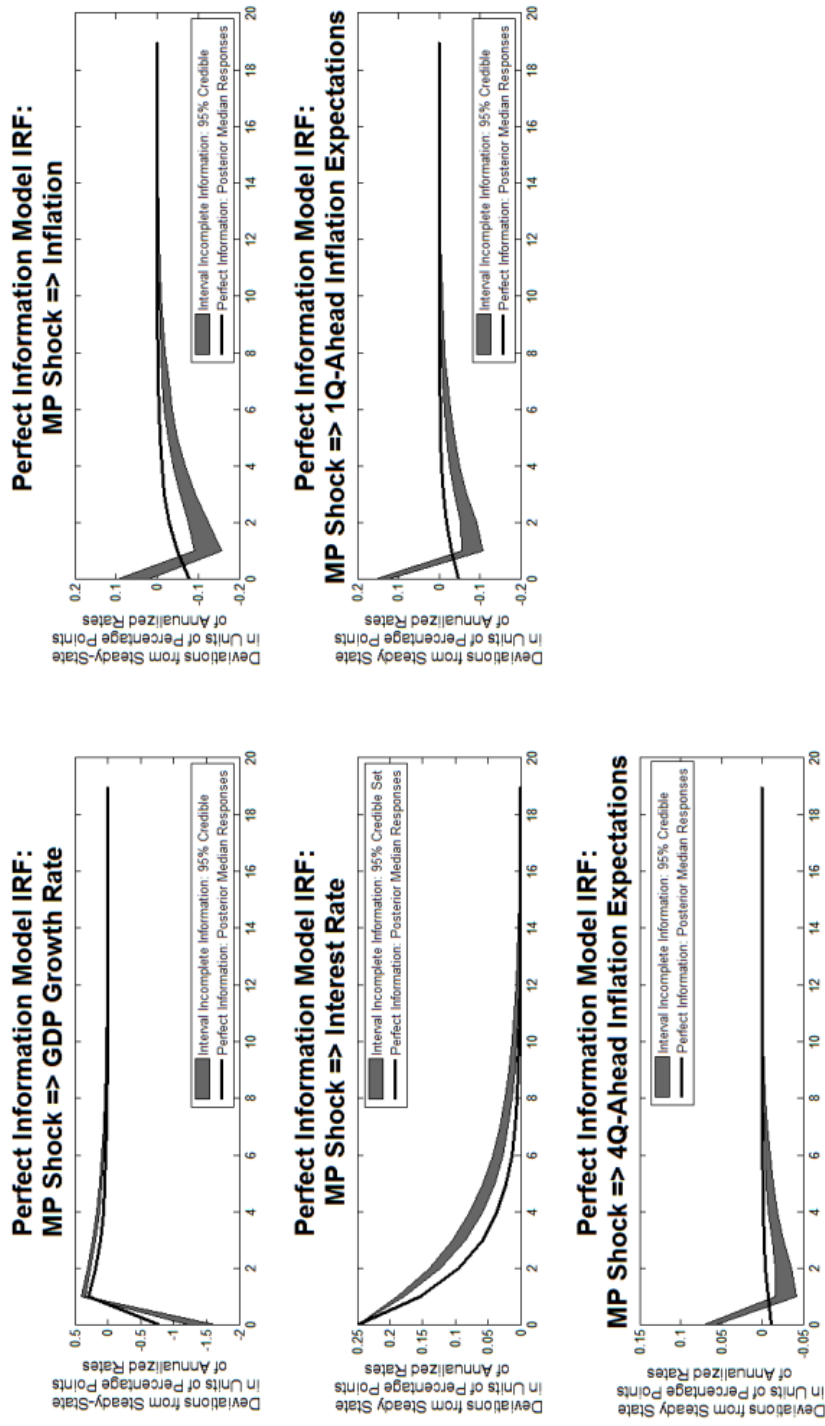 Perfect Information Model IRF:
MP Shock => GDP Growth Rate
Deviations from Steady-State
in Units of Percentage Points
of Annualized Rates
0.5
0
-0.5
-1
-1.5
-2
Interval Incomplete Information: 95% Credible
Perfect Information: Posterior Median Responses
0 2 4 6 8 10 12 14 16 18 20
Perfect Information Model IRF:
MP Shock => Inflation
Deviations from Steady-State
in Units of Percentage Points
of Annualized Rates
0.2
0.1
0
-0.1
-0.2
Interval Incomplete Information: 95% Credible
Perfect Information: Posterior Median Responses
0 2 4 6 8 10 12 14 16 18 20
Perfect Information Model IRF:
MP Shock => Interest Rate
Deviations from Steady State
in Units of Percentage Points
of Annualized Rates
0.25
0.2
0.15
0.1
0.05
0
Interval Incomplete Information: 95% Credible Set
Perfect Information: Posterior Median Responses
0 2 4 6 8 10 12 14 16 18 20
Perfect Information Model IRF:
MP Shock => 1Q-Ahead Inflation Expectations
Deviations from Steady State
in Units of Percentage Points
of Annualized Rates
0.2
0.1
0
-0.1
-0.2
Interval Incomplete Information: 95% Credible
Perfect Information: Posterior Median Responses
0 2 4 6 8 10 12 14 16 18 20
Perfect Information Model IRF:
MP Shock => 4Q-Ahead Inflation Expectations
Deviations from Steady State
in Units of Percentage Points
of Annualized Rates
0.15
0.1
0.05
0
-0.05
Interval Incomplete Information: 95% Credible
Perfect Information: Posterior Median Responses
0 2 4 6 8 10 12 14 16 18 20